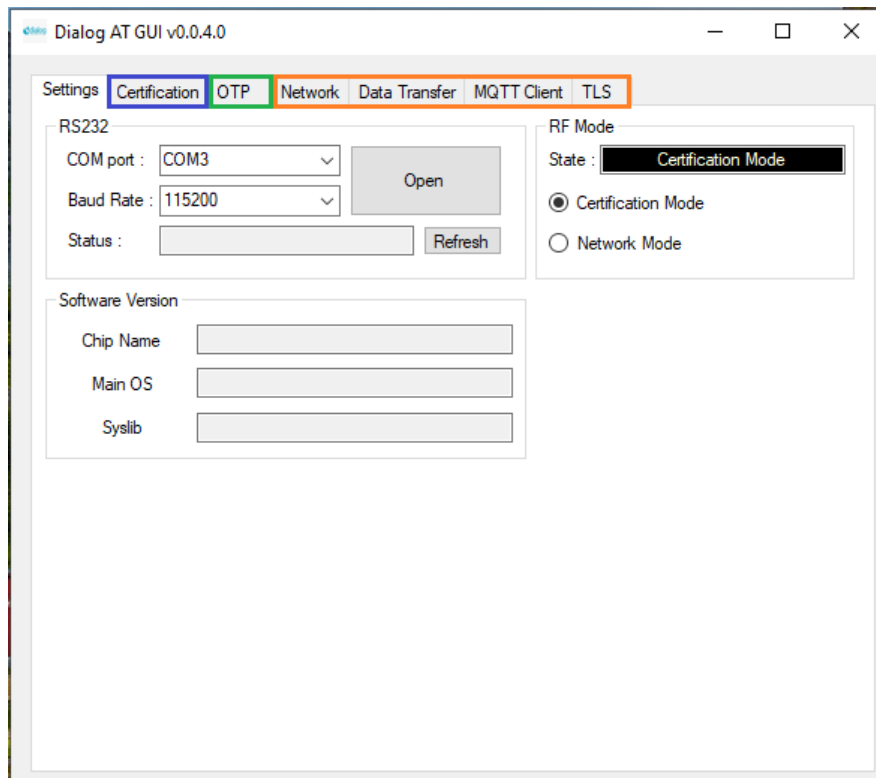 Dialog AT GUI v0.0.4.0
Settings Certification OTP Network Data Transfer MQTT Client TLS
RS232
COM port : COM3
Open
Baud Rate : 115200
Status :
Refresh
RF Mode
State : Certification Mode
Certification Mode
Network Mode
Software Version
Chip Name
Main OS
Syslib